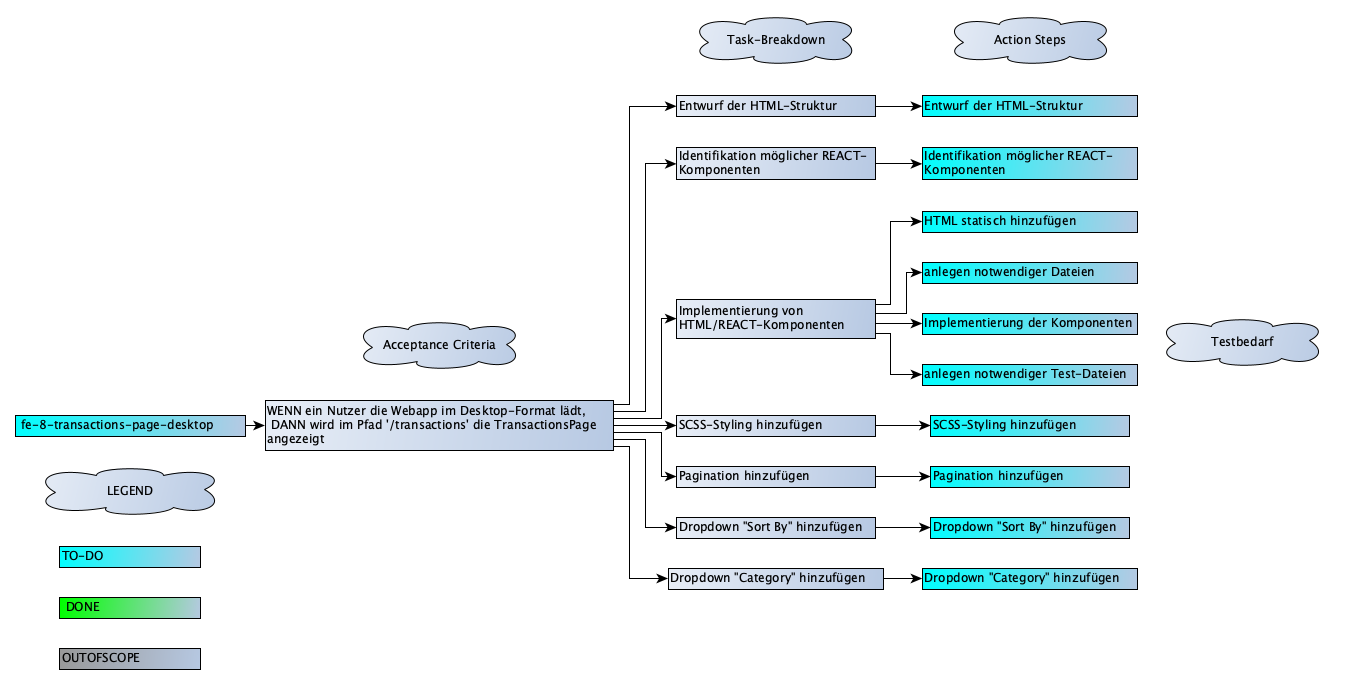 Task-Breakdown
Action Steps
Entwurf der HTML-Struktur
Entwurf der HTML-Struktur
Identifikation möglicher REACT-
Komponenten
Identifikation möglicher REACT-
Komponenten
HTML statisch hinzufügen
anlegen notwendiger Dateien
Implementierung von
HTML/REACT-Komponenten
Implementierung der Komponenten
anlegen notwendiger Test-Dateien
Testbedarf
Acceptance Criteria
fe-8-transactions-page-desktop
WENN ein Nutzer die Webapp im Desktop-Format lädt,
DANN wird im Pfad '/transactions' die TransactionsPage
angezeigt
SCSS-Styling hinzufügen
SCSS-Styling hinzufügen
Pagination hinzufügen
Pagination hinzufügen
Dropdown "Sort By" hinzufügen
Dropdown "Sort By" hinzufügen
Dropdown "Category" hinzufügen
Dropdown "Category" hinzufügen
LEGEND
TO-DO
DONE
OUTOFSCOPE